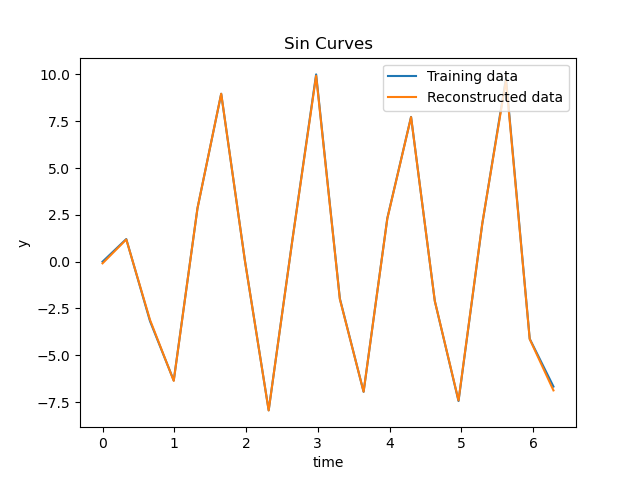 Sin Curves
Training data
Reconstructed data
10.0
7.5
5.0
2.5
0.0
−2.5
−5.0
−7.5
y
0 1 2 3 4 5 6
time